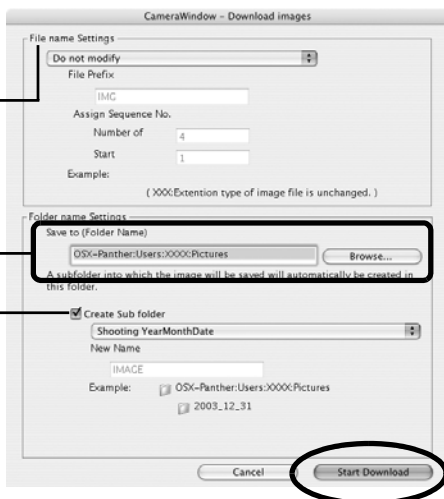 CameraWindow - Download images
File name Settings
Do not modify
File Prefix
IMG
Assign Sequence No.
Number of
4
Start
1
Example:
( XXX:Extention type of image file is unchanged. )
Folder name Settings
Save to (Folder Name)
OSX-Panther:Users:XXXX:Pictures
Browse...
A subfolder into which the image will be saved will automatically be created in
this folder.
Create Sub folder
Shooting YearMonthDate
New Name
IMAGE
Example:
OSX-Panther:Users:XXXX:Pictures
2003_12_31
Cancel
Start Download